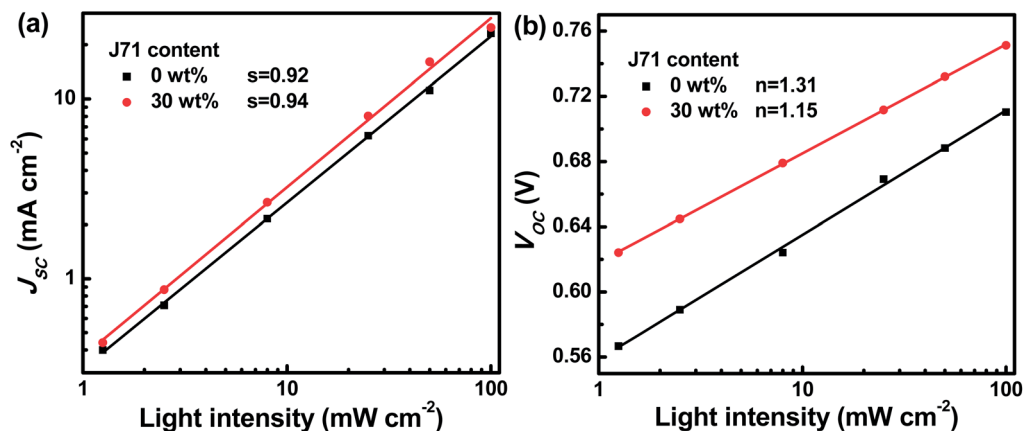 (a)
J71 content
0 wt% s=0.92
30 wt% s=0.94
10
1
J_SC (mA cm⁻²)
1 10 100
Light intensity (mW cm⁻²)
(b)
J71 content
0 wt% n=1.31
30 wt% n=1.15
0.76
0.72
0.68
0.64
0.60
0.56
V_OC (V)
1 10 100
Light intensity (mW cm⁻²)